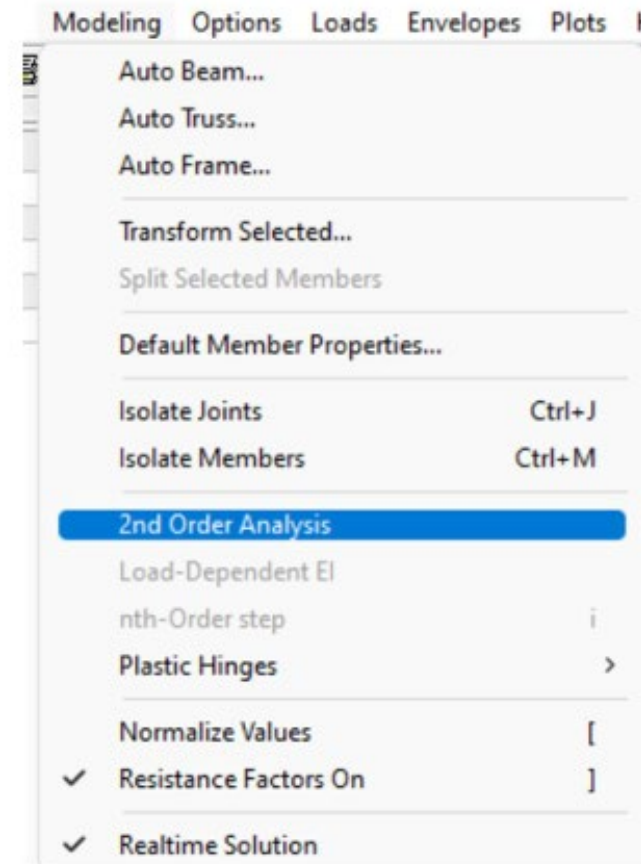 Modeling Options Loads Envelopes Plots
Auto Beam...
Auto Truss...
Auto Frame...
Transform Selected...
Split Selected Members
Default Member Properties...
Isolate Joints Ctrl+J
Isolate Members Ctrl+M
2nd Order Analysis
Load-Dependent EI
nth-Order step i
Plastic Hinges >
Normalize Values [
Resistance Factors On ]
Realtime Solution